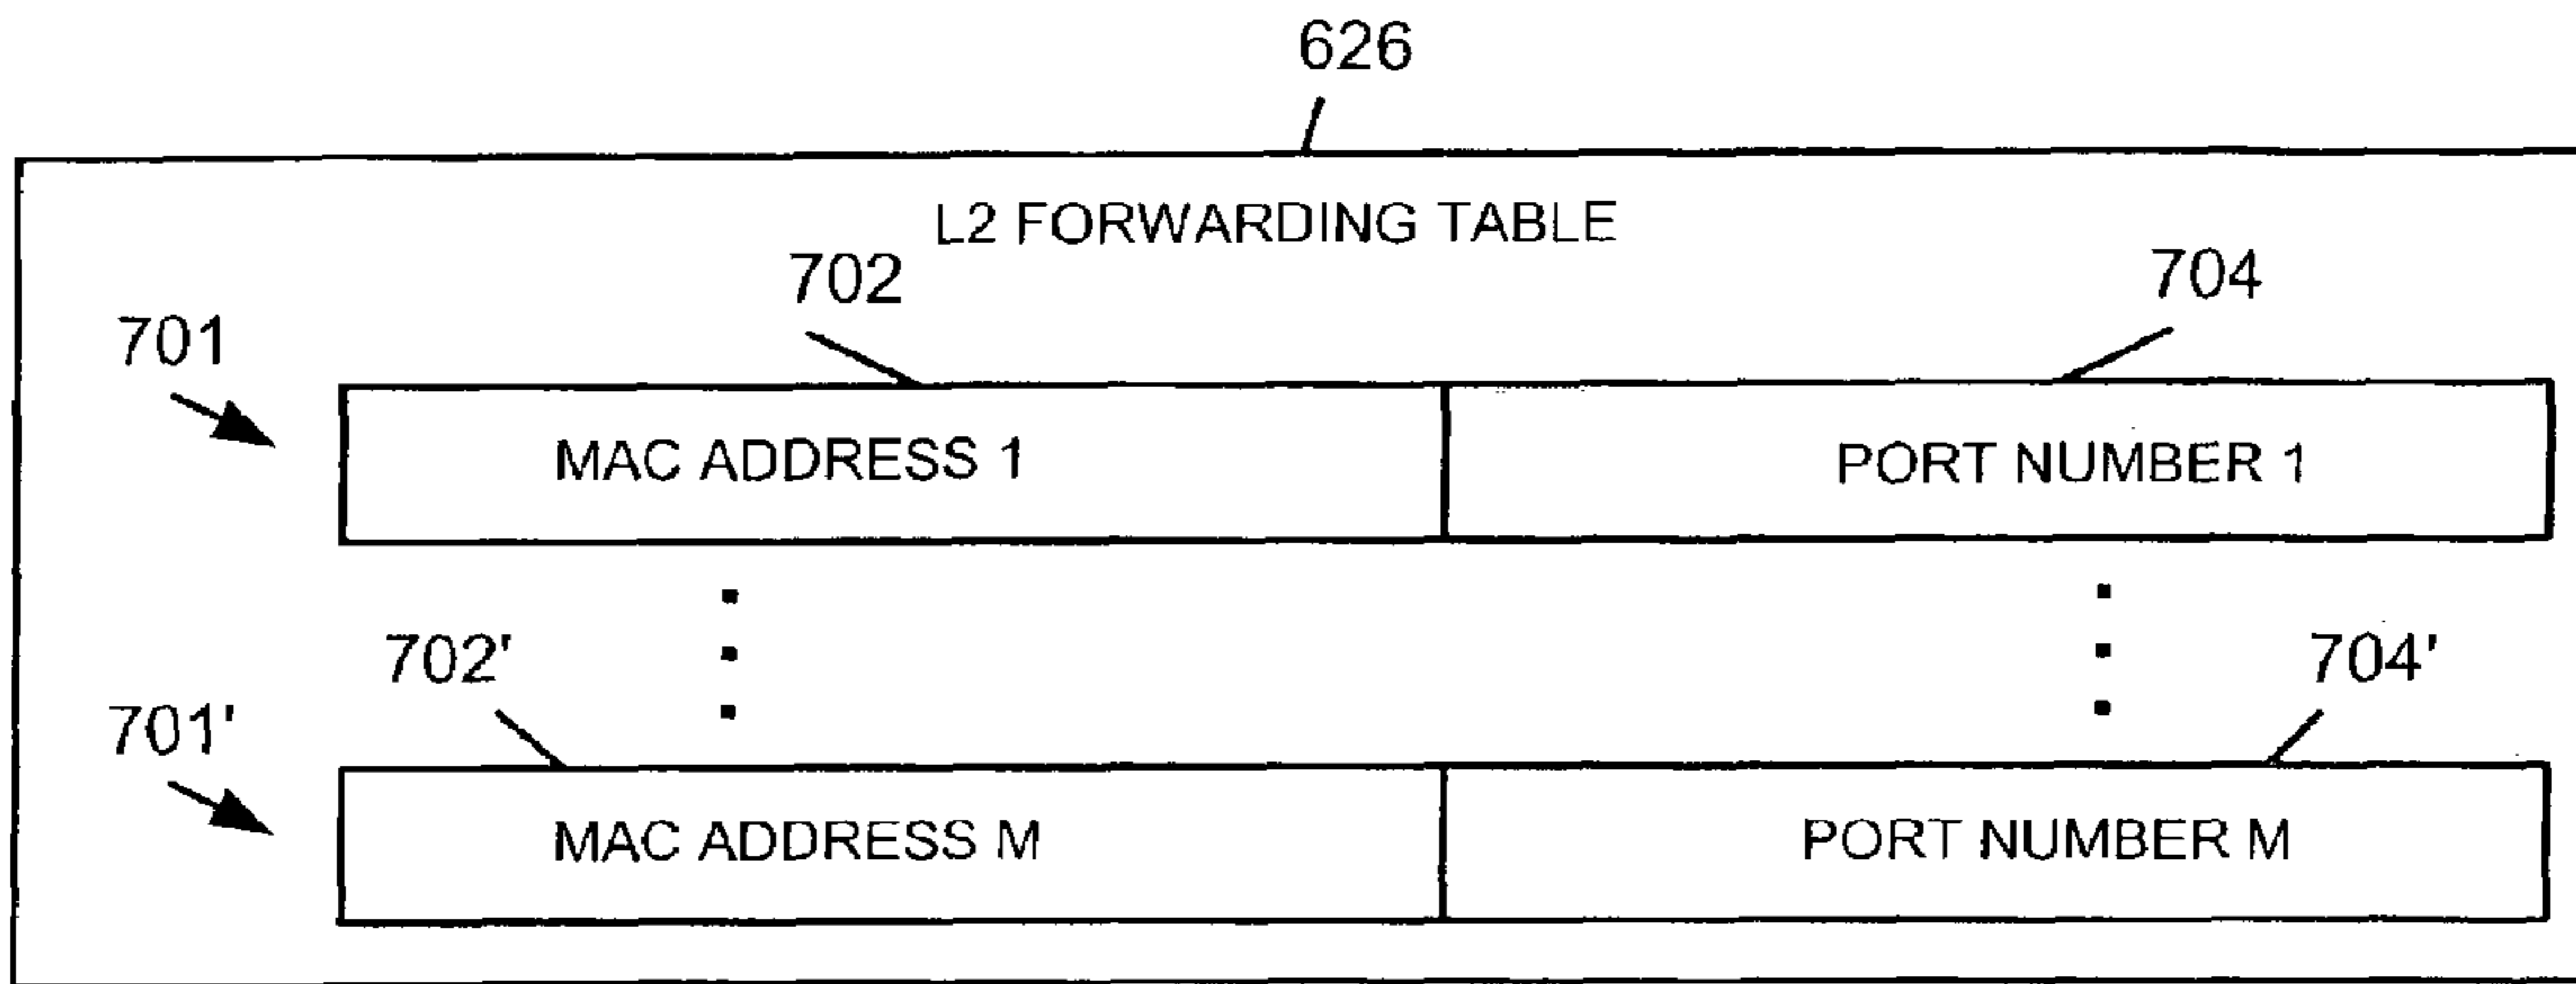 626
L2 FORWARDING TABLE
702
704
701
MAC ADDRESS 1
PORT NUMBER 1
702'
704'
701'
MAC ADDRESS M
PORT NUMBER M